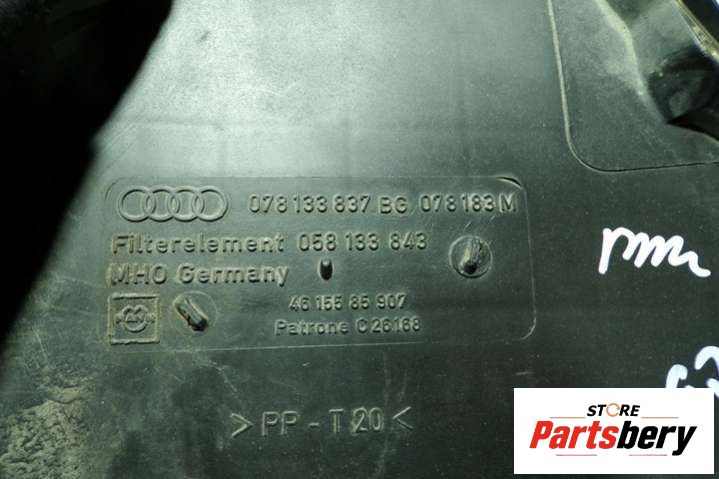 078 133 837 BG 078 183 M
Filterelement 058 133 843
MHO Germany
46 155 85 907
Patrone C 26168
>PP-T20<
STORE
Partsbery